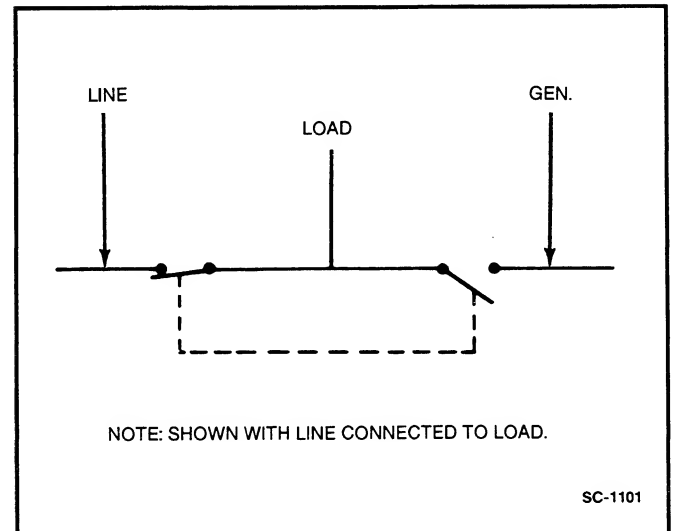 LINE
GEN.
LOAD
NOTE: SHOWN WITH LINE CONNECTED TO LOAD.
SC-1101